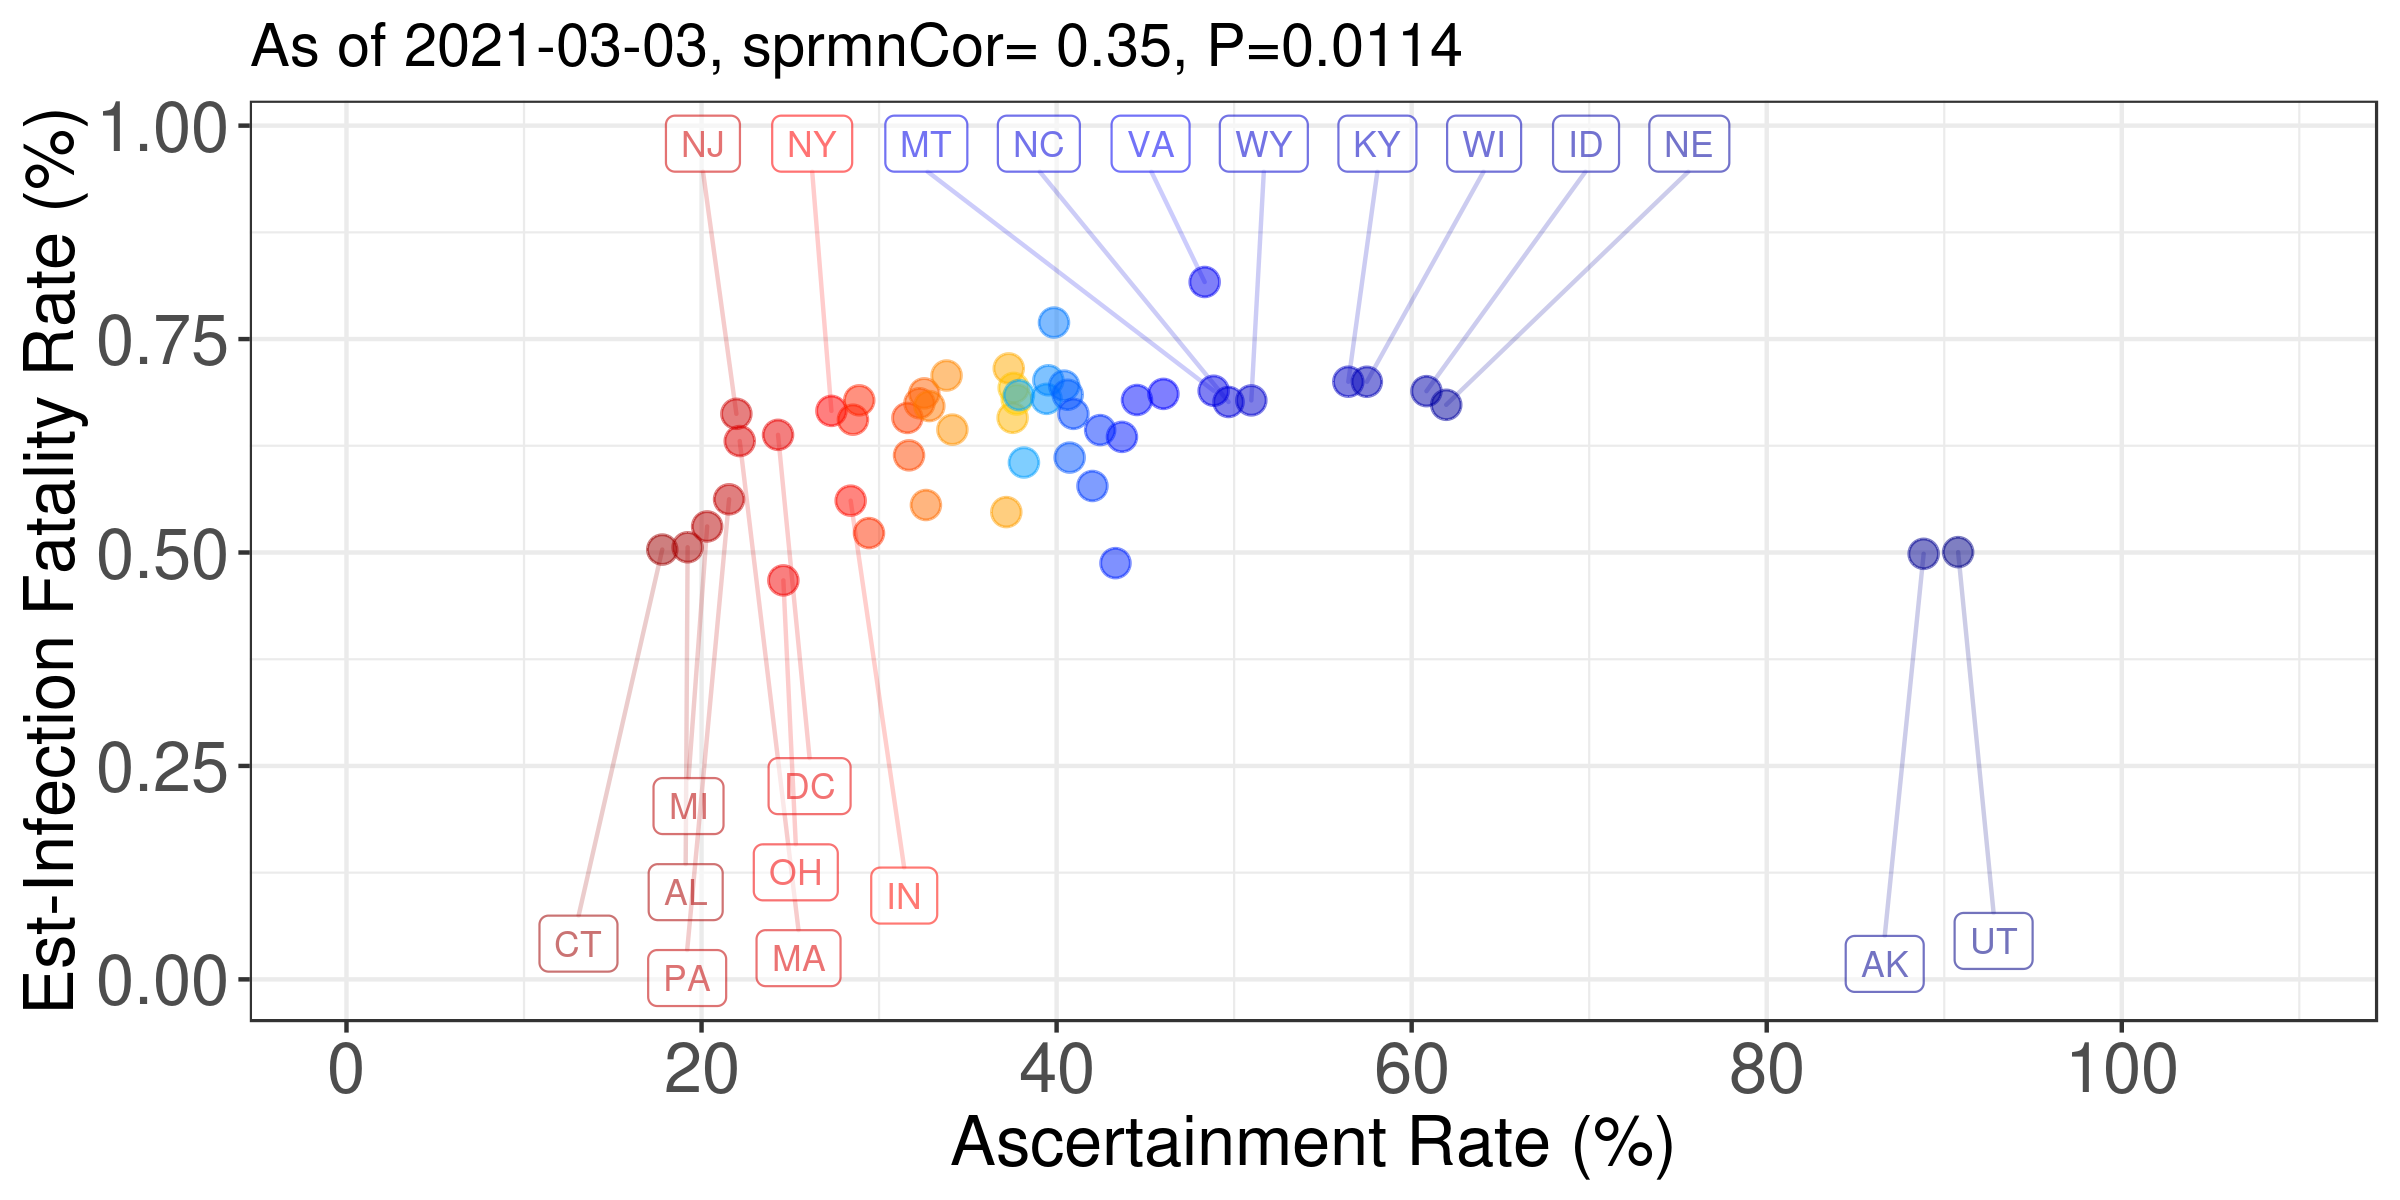 As of 2021-03-03, sprmnCor= 0.35, P=0.0114
Est-Infection Fatality Rate (%)
1.00
0.75
0.50
0.25
0.00
NJ NY MT NC VA WY KY WI ID NE
DC
MI
OH
AL
IN
CT
UT
MA
AK
PA
0 20 40 60 80 100
Ascertainment Rate (%)